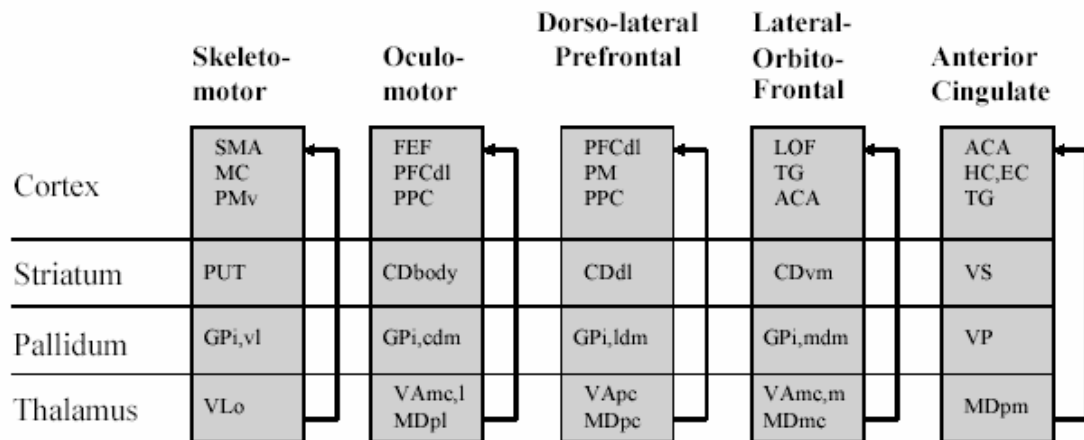 Skeleto-
motor
Oculo-
motor
Dorso-lateral
Prefrontal
Lateral-
Orbito-
Frontal
Anterior
Cingulate
Cortex
SMA
MC
PMv
FEF
PFCdl
PPC
PFCdl
PM
PPC
LOF
TG
ACA
ACA
HC,EC
TG
Striatum
PUT
CDbody
CDdl
CDvm
VS
Pallidum
GPi,vl
GPi,cdm
GPi,ldm
GPi,mdm
VP
Thalamus
VLo
VAmc,l
MDpl
VApc
MDpc
VAmc,m
MDmc
MDpm